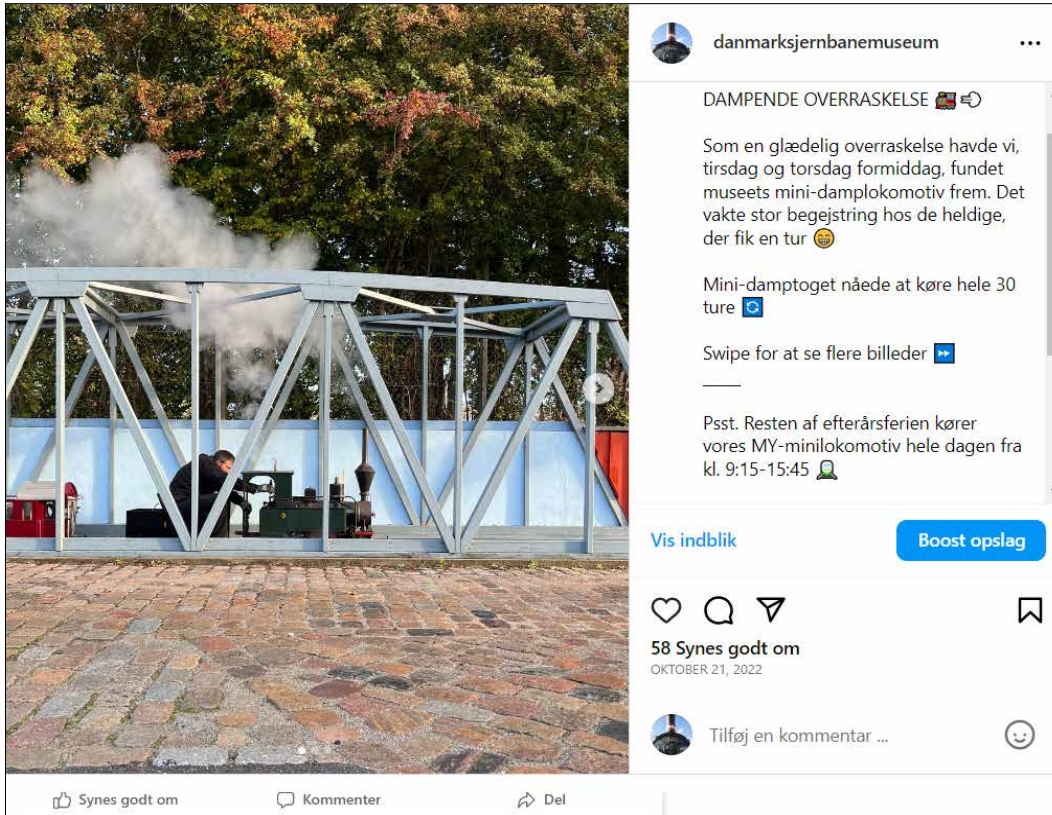 danmarksjernbanemuseum
DAMPENDE OVERRASKELSE 🚂💨
Som en glædelig overraskelse havde vi,
tirsdag og torsdag formiddag, fundet
museets mini-damplokomotiv frem. Det
vakte stor begejstring hos de heldige,
der fik en tur 😁
Mini-damptoget nåede at køre hele 30
ture 🔄
Swipe for at se flere billeder ⏩
____
Psst. Resten af efterårsferien kører
vores MY-minilokomotiv hele dagen fra
kl. 9:15-15:45 🚊
Vis indblik
Boost opslag
58 Synes godt om
OKTOBER 21, 2022
Tilføj en kommentar ...
Synes godt om
Kommenter
Del